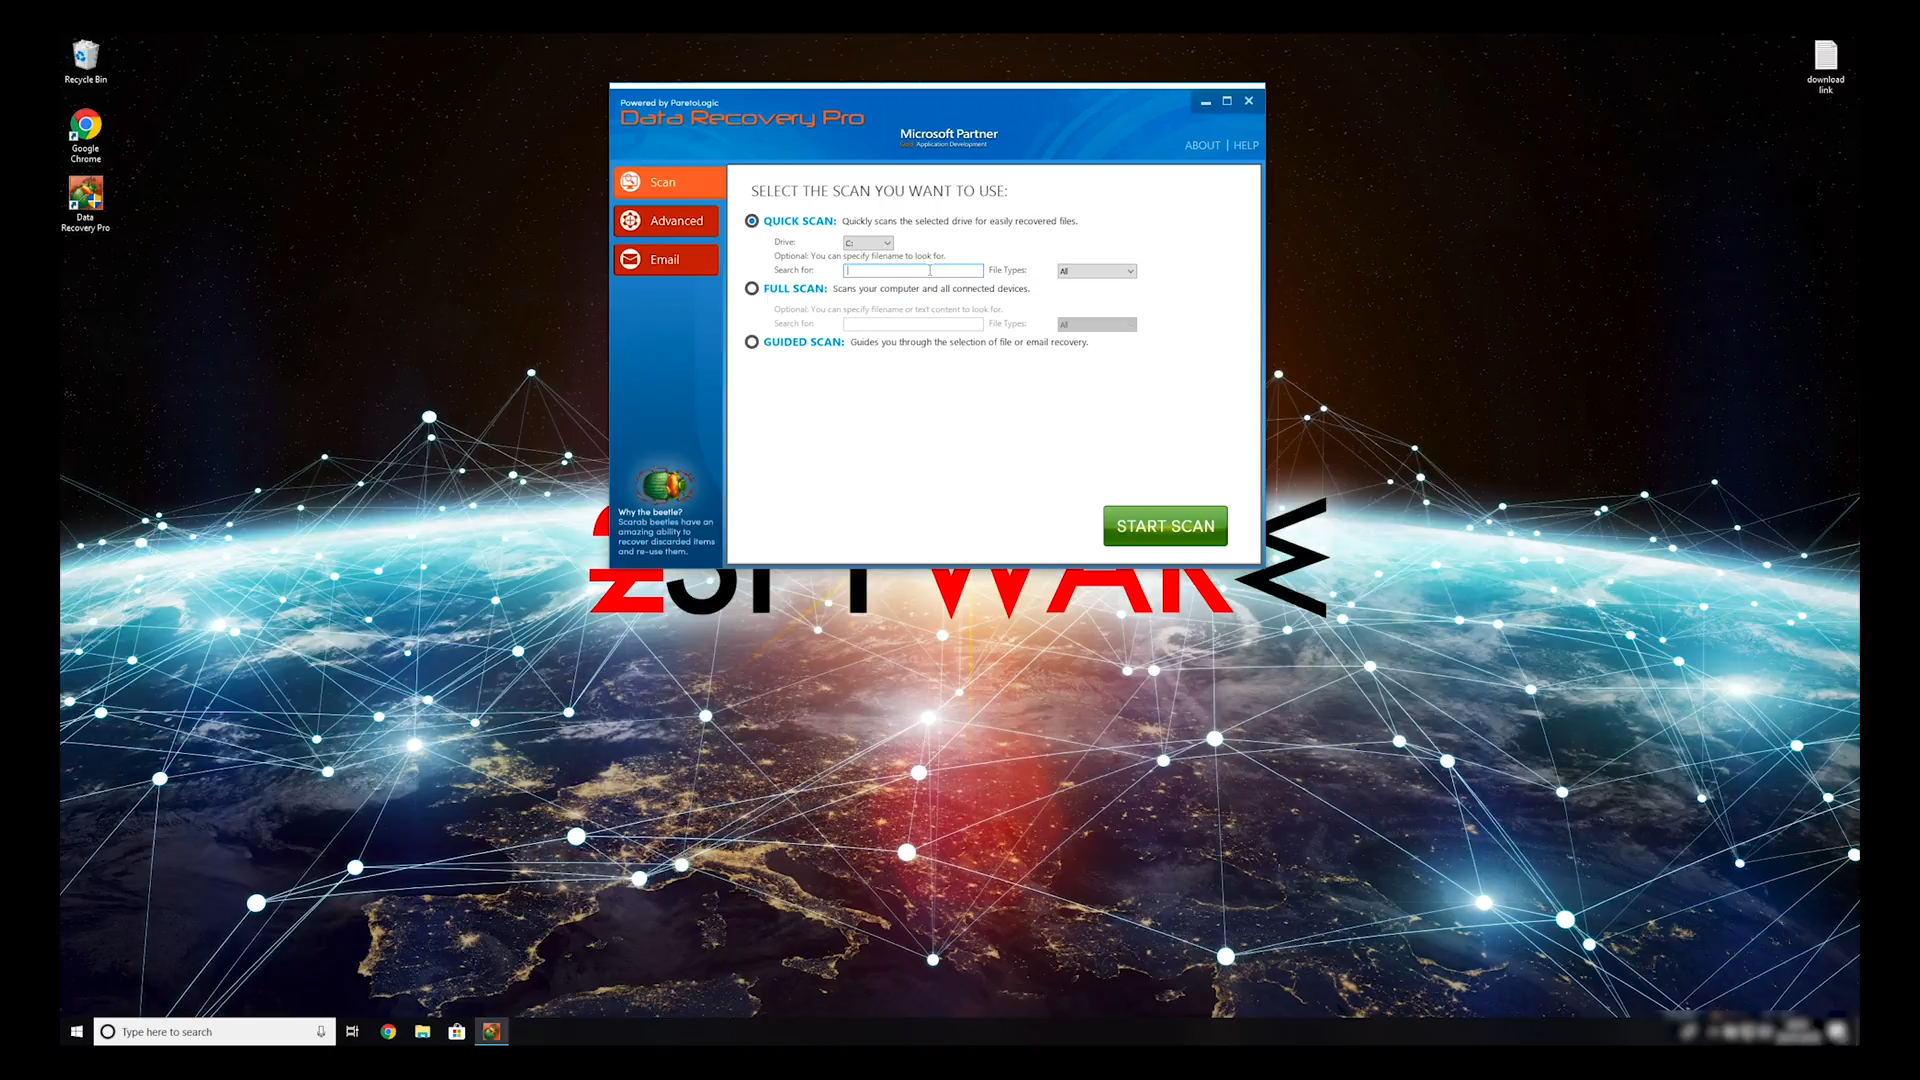 Recycle Bin
Google
Chrome
Data
Recovery Pro
download
link
Powered by ParetoLogic
Data Recovery Pro
Microsoft Partner
Gold Application Development
ABOUT | HELP
Scan
Advanced
Email
SELECT THE SCAN YOU WANT TO USE:
QUICK SCAN: Quickly scans the selected drive for easily recovered files.
Drive: C:
Optional: You can specify filename to look for.
Search for: File Types: All
FULL SCAN: Scans your computer and all connected devices.
Optional: You can specify filename or text content to look for.
Search for: File Types: All
GUIDED SCAN: Guides you through the selection of file or email recovery.
START SCAN
Why the beetle?
Scarab beetles have an
amazing ability to
recover discarded items
and re-use them.
Type here to search